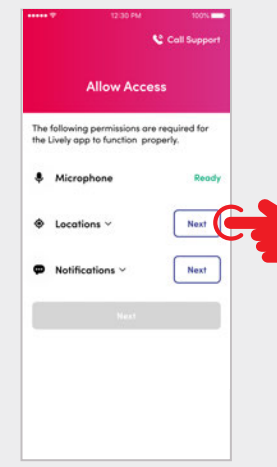 12:30 PM 100%
Call Support
Allow Access
The following permissions are required for
the Lively app to function properly.
Microphone Ready
Locations Next
Notifications Next
Next